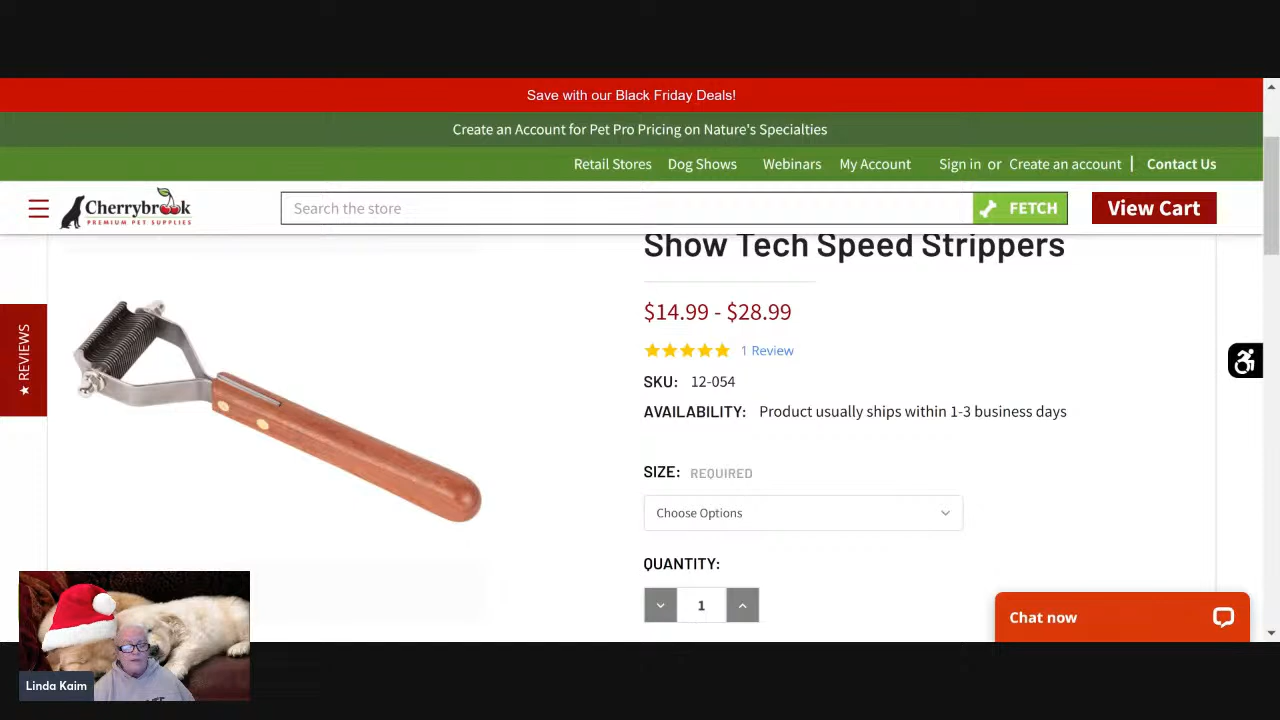 Save with our Black Friday Deals!
Create an Account for Pet Pro Pricing on Nature's Specialties
Retail Stores Dog Shows Webinars My Account Sign in or Create an account | Contact Us
Cherrybrook
PREMIUM PET SUPPLIES
Search the store
FETCH
View Cart
Show Tech Speed Strippers
$14.99 - $28.99
1 Review
SKU: 12-054
AVAILABILITY: Product usually ships within 1-3 business days
SIZE: REQUIRED
Choose Options
QUANTITY:
1
★ REVIEWS
Chat now
Linda Kaim